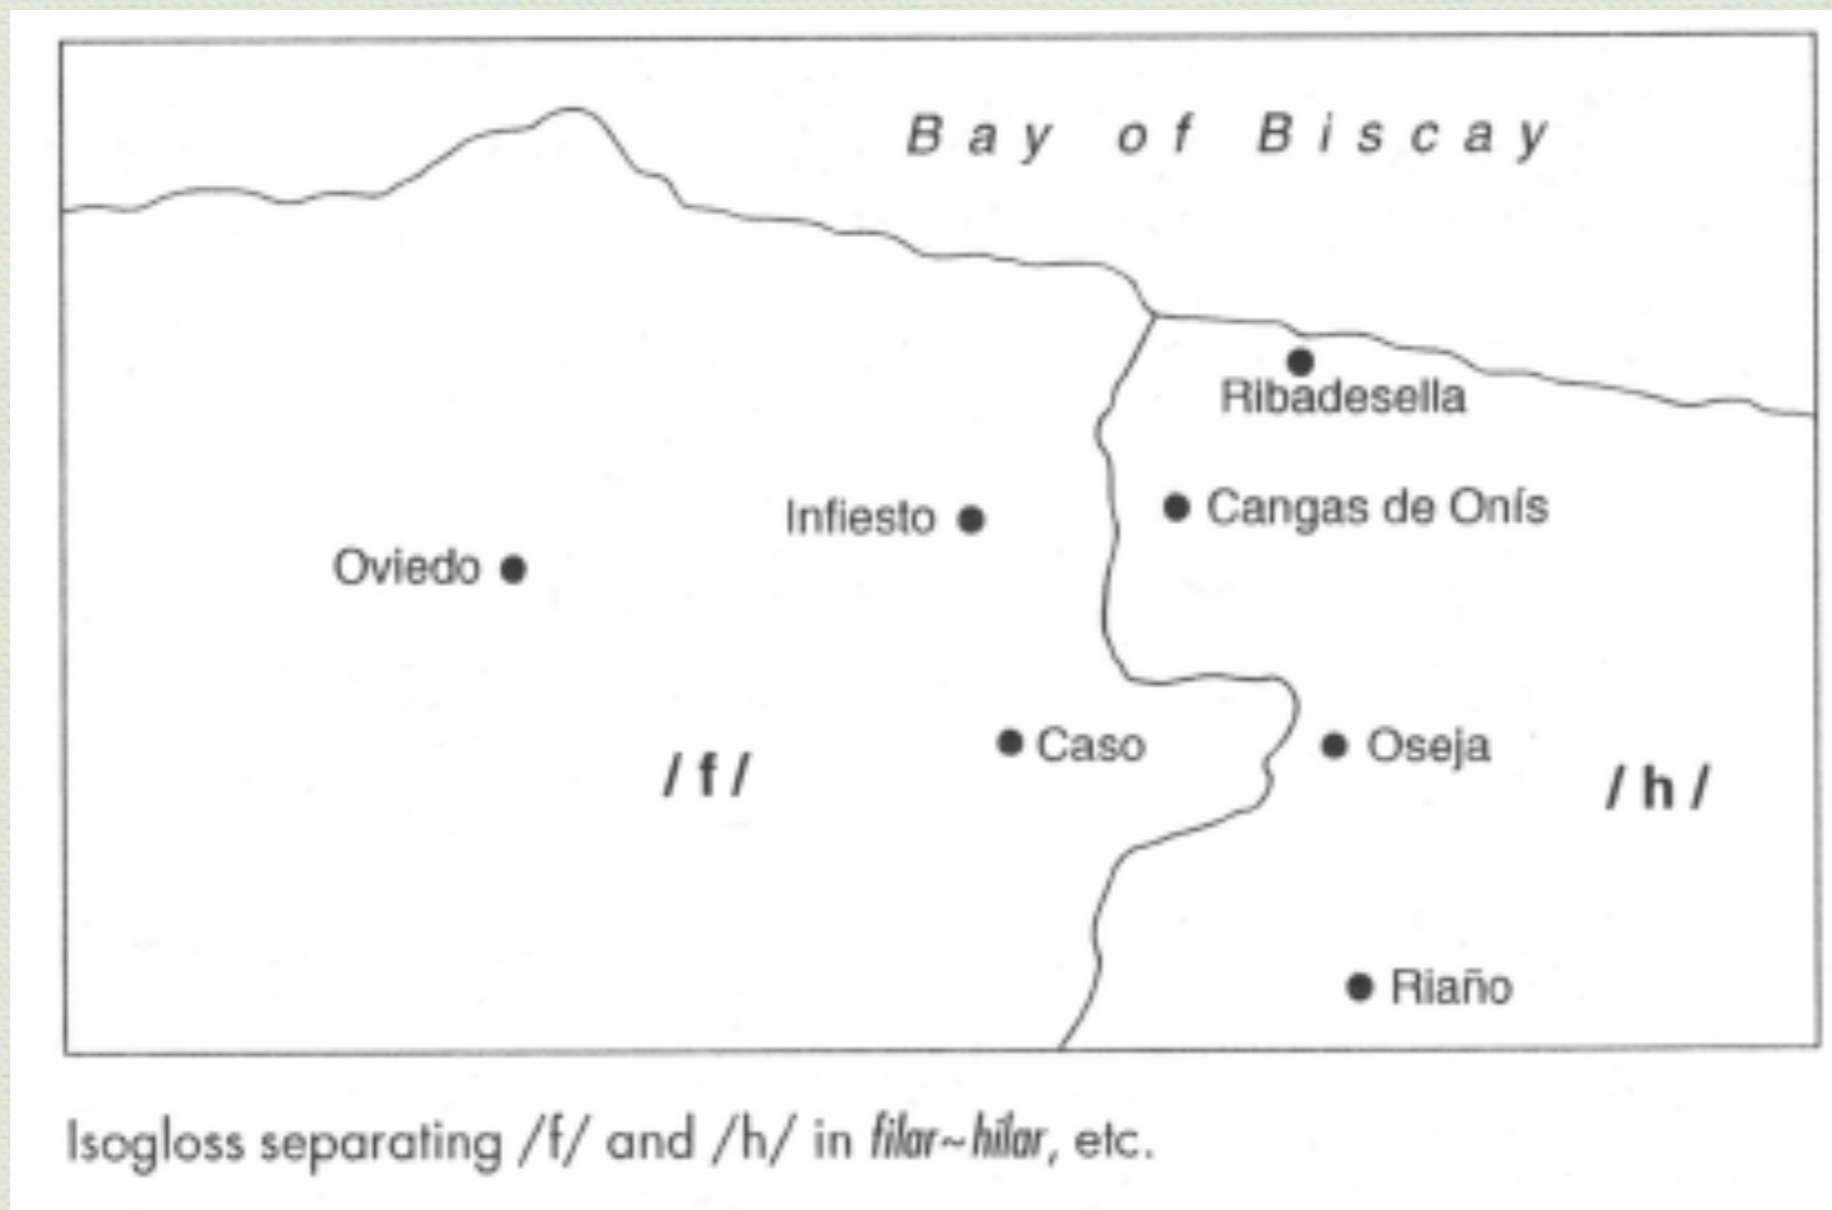 Bay of Biscay
Ribadesella
Infiesto
Cangas de Onís
Oviedo
Caso
Oseja
/ f /
/ h /
Riaño
Isogloss separating /f/ and /h/ in filar~hilar, etc.